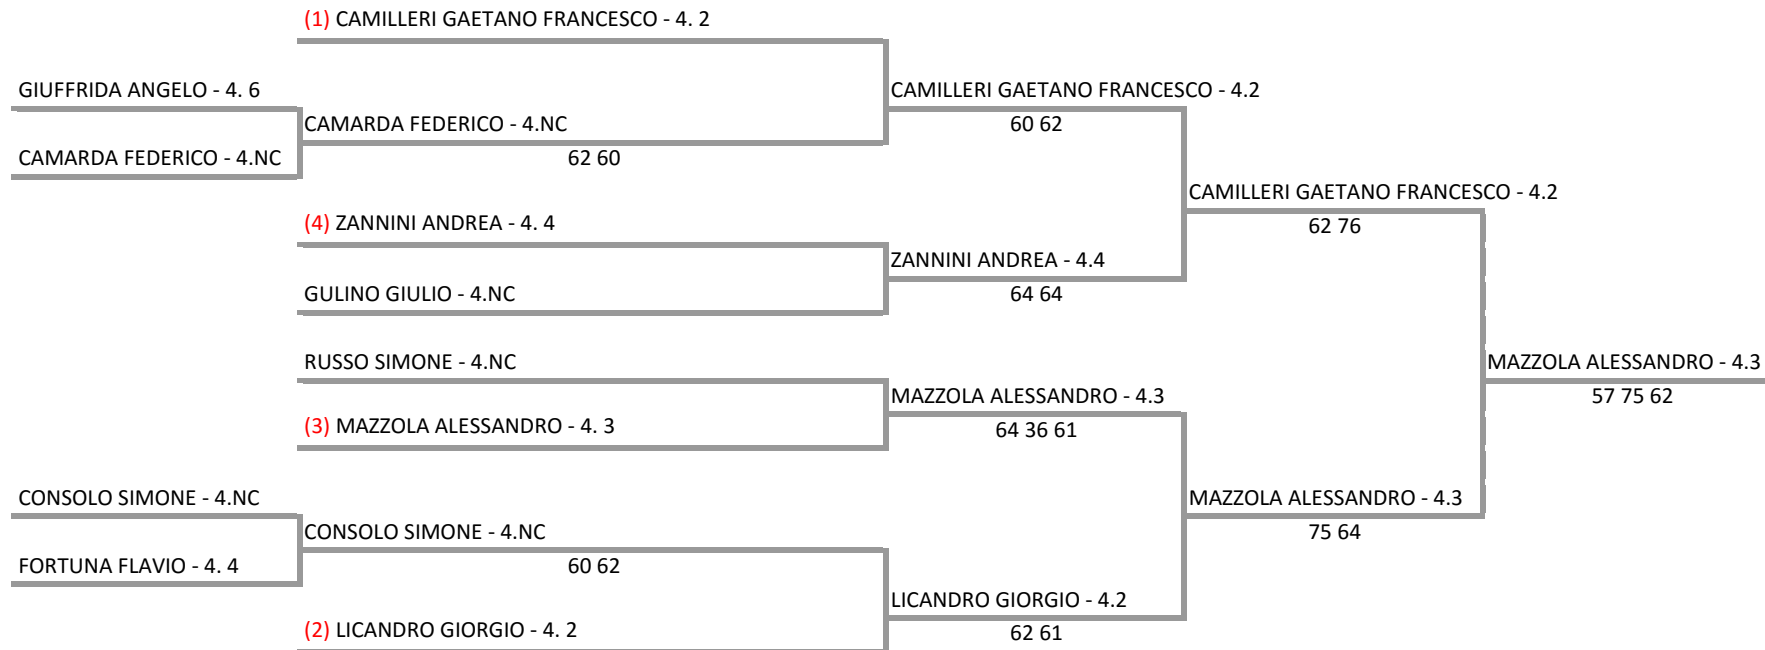 (1) CAMILLERI GAETANO FRANCESCO - 4. 2
GIUFFRIDA ANGELO - 4. 6
CAMILLERI GAETANO FRANCESCO - 4.2
CAMARDA FEDERICO - 4.NC
60 62
CAMARDA FEDERICO - 4.NC
62 60
CAMILLERI GAETANO FRANCESCO - 4.2
(4) ZANNINI ANDREA - 4. 4
62 76
ZANNINI ANDREA - 4.4
GULINO GIULIO - 4.NC
64 64
RUSSO SIMONE - 4.NC
MAZZOLA ALESSANDRO - 4.3
MAZZOLA ALESSANDRO - 4.3
57 75 62
(3) MAZZOLA ALESSANDRO - 4. 3
64 36 61
CONSOLO SIMONE - 4.NC
MAZZOLA ALESSANDRO - 4.3
CONSOLO SIMONE - 4.NC
75 64
FORTUNA FLAVIO - 4. 4
60 62
LICANDRO GIORGIO - 4.2
(2) LICANDRO GIORGIO - 4. 2
62 61